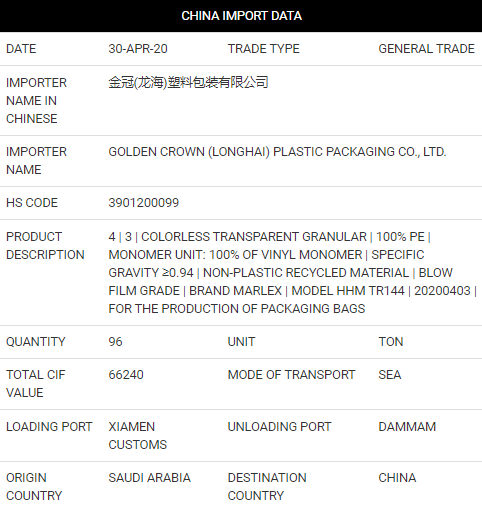 CHINA IMPORT DATA
DATE 30-APR-20 TRADE TYPE GENERAL TRADE
IMPORTER NAME IN CHINESE 金冠(龙海)塑料包装有限公司
IMPORTER NAME GOLDEN CROWN (LONGHAI) PLASTIC PACKAGING CO., LTD.
HS CODE 3901200099
PRODUCT DESCRIPTION
4 | 3 | COLORLESS TRANSPARENT GRANULAR | 100% PE |
MONOMER UNIT: 100% OF VINYL MONOMER | SPECIFIC
GRAVITY ≥0.94 | NON-PLASTIC RECYCLED MATERIAL | BLOW
FILM GRADE | BRAND MARLEX | MODEL HHM TR144 | 20200403 |
FOR THE PRODUCTION OF PACKAGING BAGS
QUANTITY 96 UNIT TON
TOTAL CIF VALUE 66240 MODE OF TRANSPORT SEA
LOADING PORT XIAMEN CUSTOMS UNLOADING PORT DAMMAM
ORIGIN COUNTRY SAUDI ARABIA DESTINATION COUNTRY CHINA